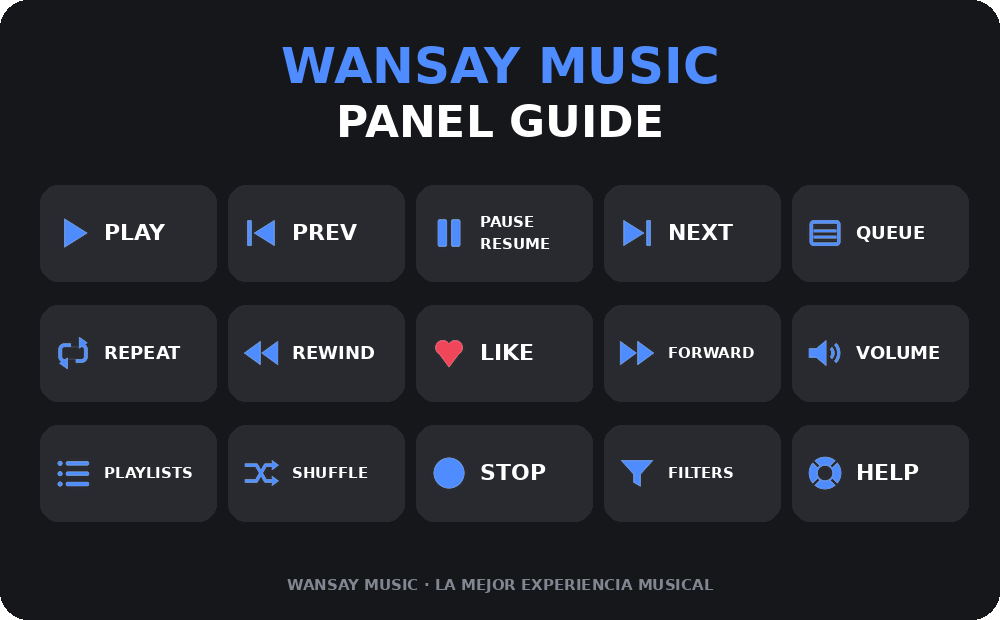 WANSAY MUSIC
PANEL GUIDE
PLAY
PREV
PAUSE
RESUME
NEXT
QUEUE
REPEAT
REWIND
LIKE
FORWARD
VOLUME
PLAYLISTS
SHUFFLE
STOP
FILTERS
HELP
WANSAY MUSIC · LA MEJOR EXPERIENCIA MUSICAL